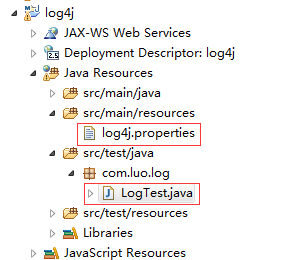 log4j
JAX-WS Web Services
Deployment Descriptor: log4j
Java Resources
src/main/java
src/main/resources
log4j.properties
src/test/java
com.luo.log
LogTest.java
src/test/resources
Libraries
JavaScript Resources